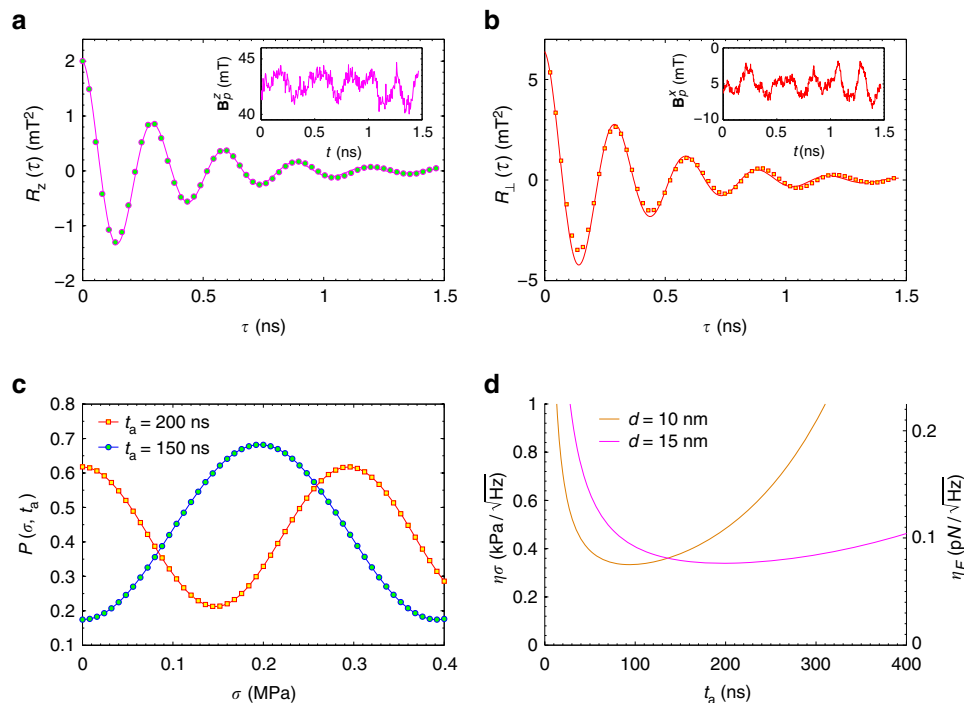 a
R_z (τ) (mT²)
2
1
0
−1
−2
0
0.5
1
1.5
τ (ns)
B_p^z (mT)
45
40
0
0.5
1
1.5
t (ns)
b
R_⊥ (τ) (mT²)
5
0
−5
0
0.5
1
1.5
τ (ns)
B_p^x (mT)
0
−5
−10
0
0.5
1
1.5
t(ns)
c
P (σ, t_a)
0.8
0.7
0.6
0.5
0.4
0.3
0.2
0.1
0
0.1
0.2
0.3
0.4
σ (MPa)
t_a = 200 ns
t_a = 150 ns
d
ησ (kPa / √Hz)
1
0.8
0.6
0.4
0.2
0
0
100
200
300
400
t_a (ns)
d = 10 nm
d = 15 nm
0.2
0.1
0
η_F (pN / √Hz)